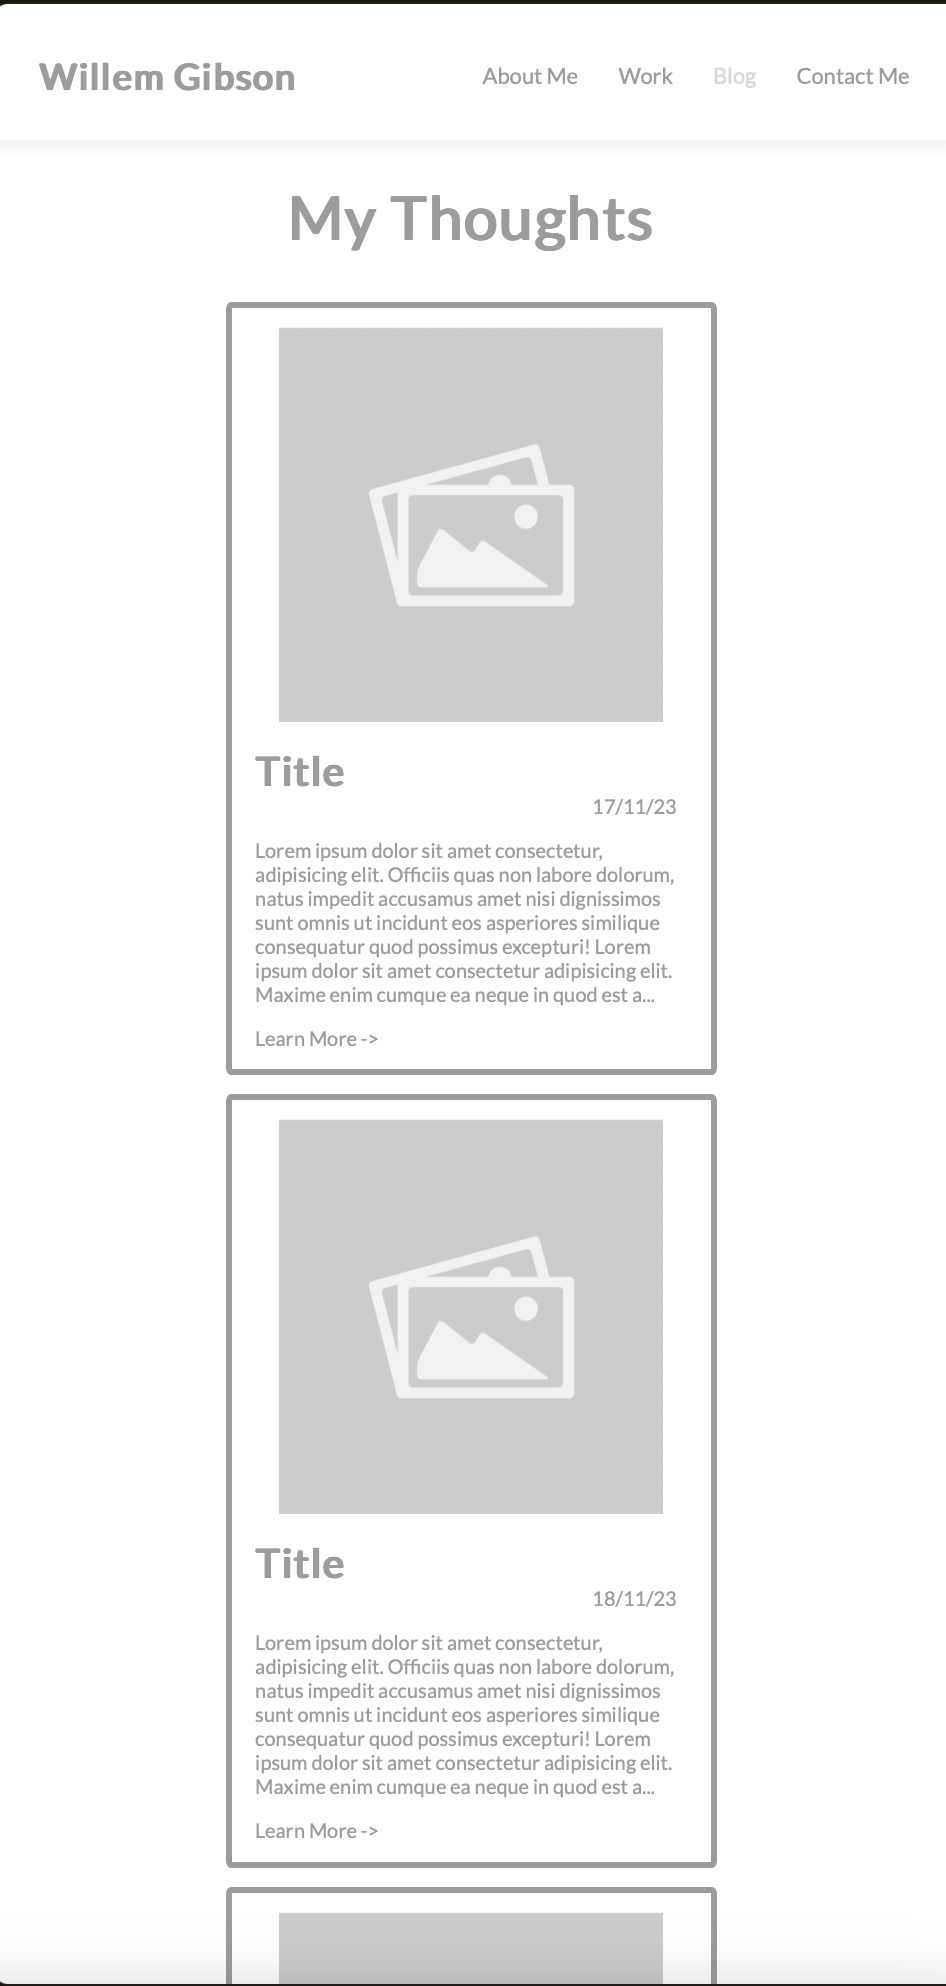 Willem Gibson
About Me Work Blog Contact Me
My Thoughts
Title
17/11/23
Lorem ipsum dolor sit amet consectetur,
adipisicing elit. Officiis quas non labore dolorum,
natus impedit accusamus amet nisi dignissimos
sunt omnis ut incidunt eos asperiores similique
consequatur quod possimus excepturi! Lorem
ipsum dolor sit amet consectetur adipisicing elit.
Maxime enim cumque ea neque in quod est a...
Learn More ->
Title
18/11/23
Lorem ipsum dolor sit amet consectetur,
adipisicing elit. Officiis quas non labore dolorum,
natus impedit accusamus amet nisi dignissimos
sunt omnis ut incidunt eos asperiores similique
consequatur quod possimus excepturi! Lorem
ipsum dolor sit amet consectetur adipisicing elit.
Maxime enim cumque ea neque in quod est a...
Learn More ->